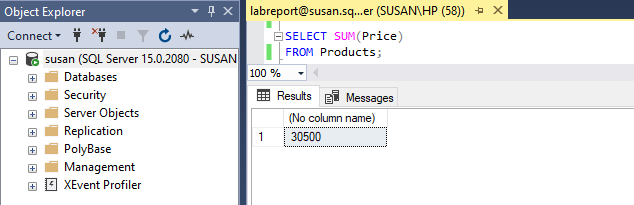 Object Explorer
Connect
susan (SQL Server 15.0.2080 - SUSAN
Databases
Security
Server Objects
Replication
PolyBase
Management
XEvent Profiler
labreport@susan.sq...er (SUSAN\HP (58))
SELECT SUM(Price)
FROM Products;
100 %
Results
Messages
(No column name)
1 30500